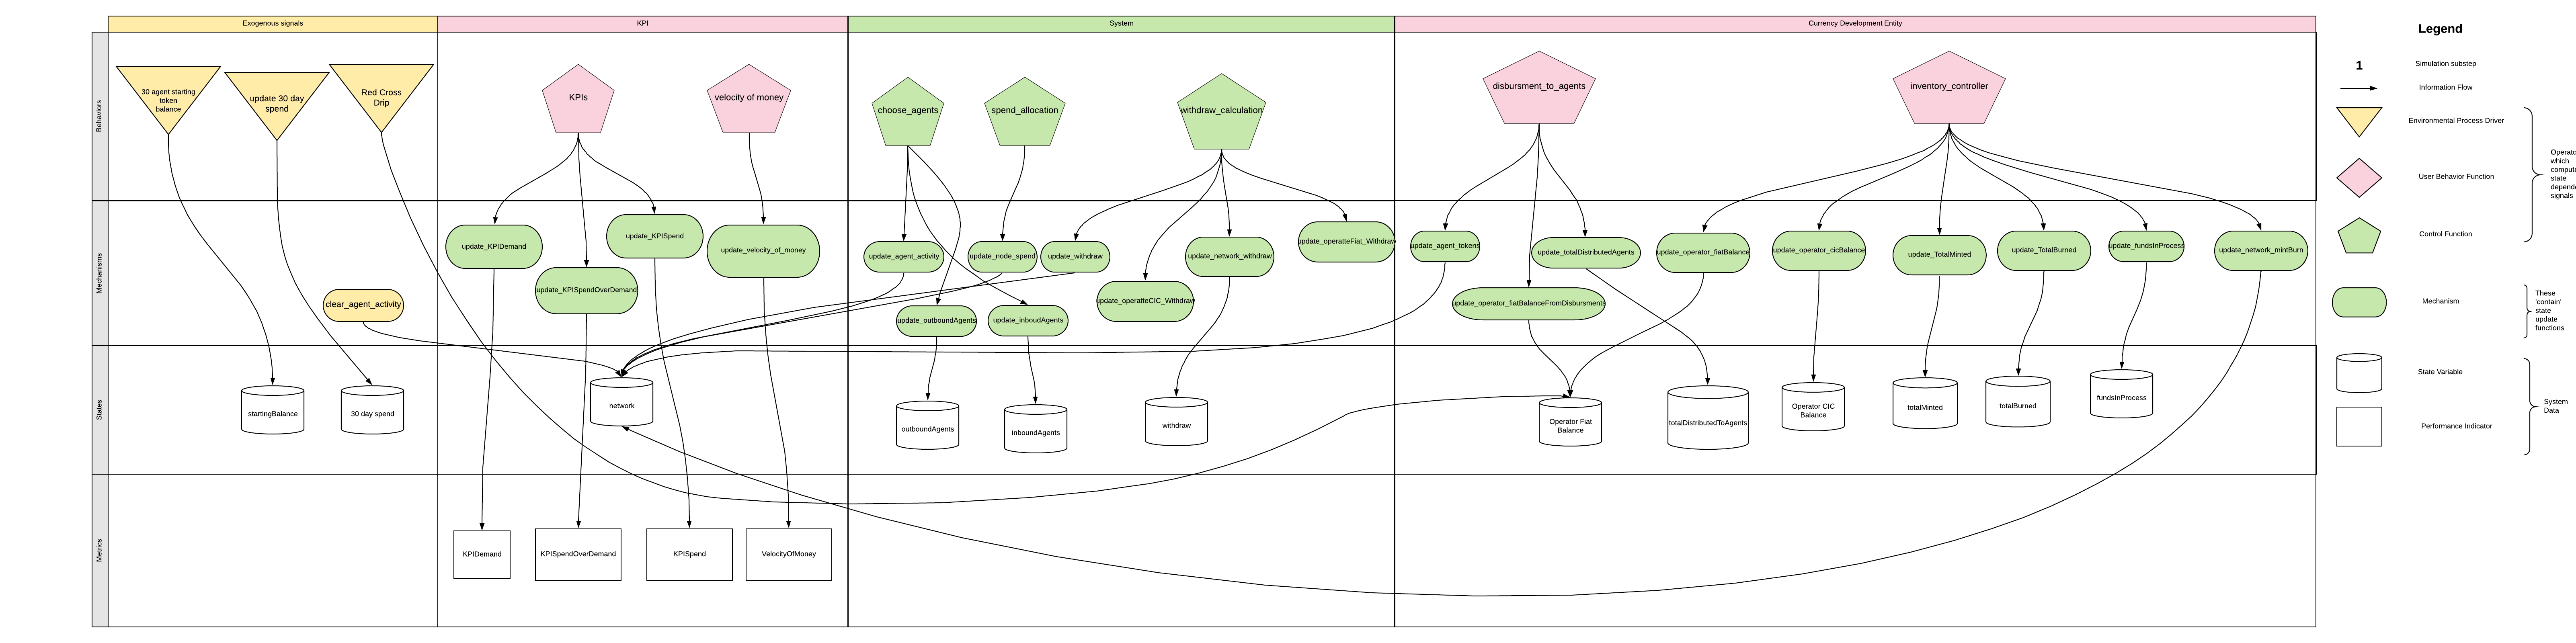 Exogenous signals
KPI
System
Currency Development Entity
Legend
Behaviors
30 agent starting
token
balance
update 30 day
spend
Red Cross
Drip
KPIs
velocity of money
choose_agents
spend_allocation
withdraw_calculation
disbursment_to_agents
inventory_controller
Mechanisms
update_KPIDemand
update_KPISpendOverDemand
update_KPISpend
update_velocity_of_money
clear_agent_activity
update_agent_activity
update_outboundAgents
update_node_spend
update_inboudAgents
update_withdraw
update_operatteCIC_Withdraw
update_network_withdraw
update_operatteFiat_Withdraw
update_agent_tokens
update_totalDistributedAgents
update_operator_fiatBalanceFromDisbursments
update_operator_fiatBalance
update_operator_cicBalance
update_TotalMinted
update_TotalBurned
update_fundsInProcess
update_network_mintBurn
States
startingBalance
30 day spend
network
outboundAgents
inboundAgents
withdraw
Operator Fiat
Balance
totalDistributedToAgents
Operator CIC
Balance
totalMinted
totalBurned
fundsInProcess
Metrics
KPIDemand
KPISpendOverDemand
KPISpend
VelocityOfMoney
1
Simulation substep
Information Flow
Environmental Process Driver
User Behavior Function
Control Function
Mechanism
State Variable
Performance Indicator
Operato
which
compute
state
depende
signals
These
'contain'
state
update
functions
System
Data